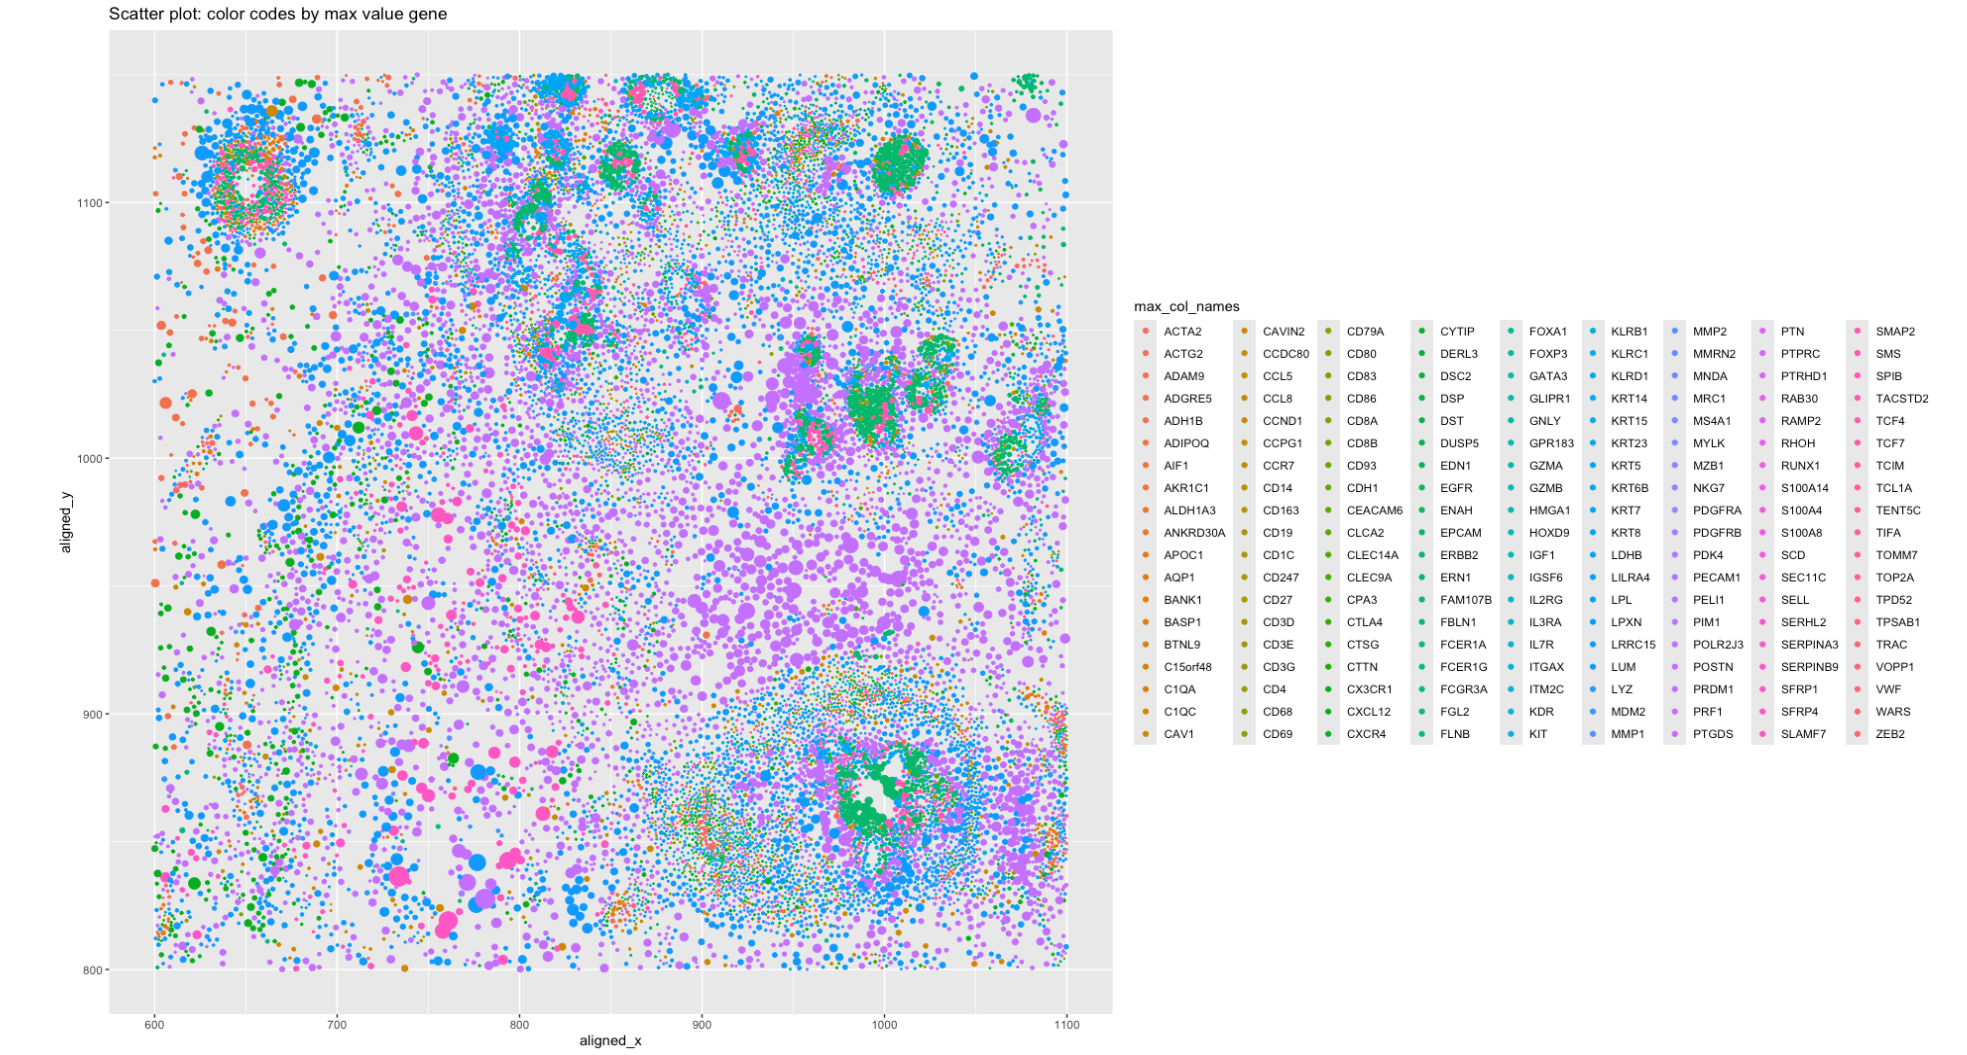 Scatter plot: color codes by max value gene
aligned_y
1100
1000
900
800
600 700 800 900 1000 1100
aligned_x
max_col_names
ACTA2 CAVIN2 CD79A CYTIP FOXA1 KLRB1 MMP2 PTN SMAP2
ACTG2 CCDC80 CD80 DERL3 FOXP3 KLRC1 MMRN2 PTPRC SMS
ADAM9 CCL5 CD83 DSC2 GATA3 KLRD1 MNDA PTRHD1 SPIB
ADGRE5 CCL8 CD86 DSP GLIPR1 KRT14 MRC1 RAB30 TACSTD2
ADH1B CCND1 CD8A DST GNLY KRT15 MS4A1 RAMP2 TCF4
ADIPOQ CCPG1 CD8B DUSP5 GPR183 KRT23 MYLK RHOH TCF7
AIF1 CCR7 CD93 EDN1 GZMA KRT5 MZB1 RUNX1 TCIM
AKR1C1 CD14 CDH1 EGFR GZMB KRT6B NKG7 S100A14 TCL1A
ALDH1A3 CD163 CEACAM6 ENAH HMGA1 KRT7 PDGFRA S100A4 TENT5C
ANKRD30A CD19 CLCA2 EPCAM HOXD9 KRT8 PDGFRB S100A8 TIFA
APOC1 CD1C CLEC14A ERBB2 IGF1 LDHB PDK4 SCD TOMM7
AQP1 CD247 CLEC9A ERN1 IGSF6 LILRA4 PECAM1 SEC11C TOP2A
BANK1 CD27 CPA3 FAM107B IL2RG LPL PELI1 SELL TPD52
BASP1 CD3D CTLA4 FBLN1 IL3RA LPXN PIM1 SERHL2 TPSAB1
BTNL9 CD3E CTSG FCER1A IL7R LRRC15 POLR2J3 SERPINA3 TRAC
C15orf48 CD3G CTTN FCER1G ITGAX LUM POSTN SERPINB9 VOPP1
C1QA CD4 CX3CR1 FCGR3A ITM2C LYZ PRDM1 SFRP1 VWF
C1QC CD68 CXCL12 FGL2 KDR MDM2 PRF1 SFRP4 WARS
CAV1 CD69 CXCR4 FLNB KIT MMP1 PTGDS SLAMF7 ZEB2